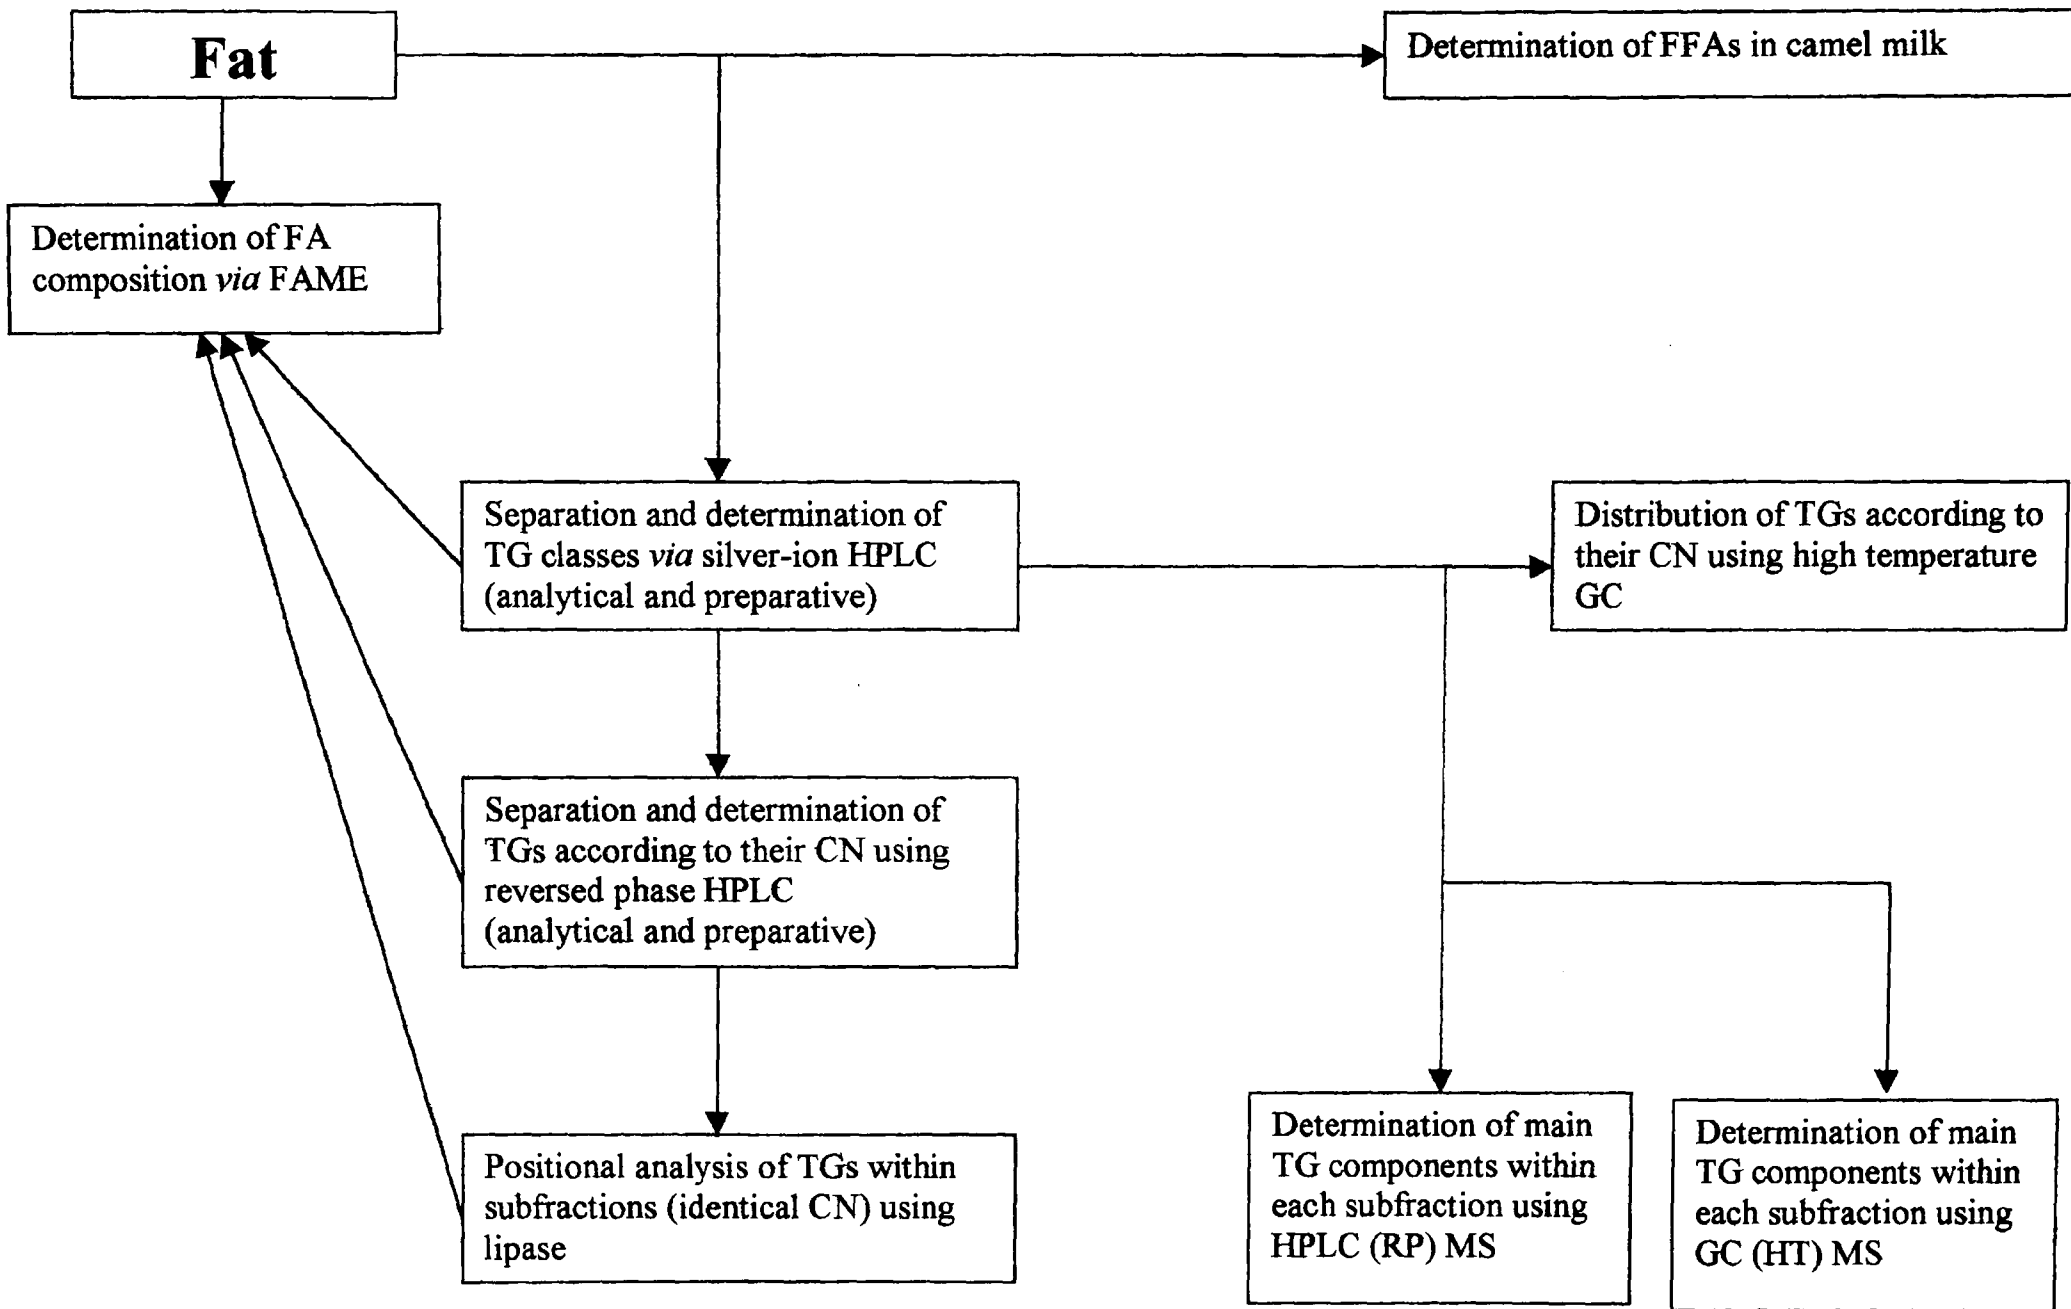 Fat
Determination of FFAs in camel milk
Determination of FA
composition via FAME
Separation and determination of
TG classes via silver-ion HPLC
(analytical and preparative)
Distribution of TGs according to
their CN using high temperature
GC
Separation and determination of
TGs according to their CN using
reversed phase HPLC
(analytical and preparative)
Positional analysis of TGs within
subfractions (identical CN) using
lipase
Determination of main
TG components within
each subfraction using
HPLC (RP) MS
Determination of main
TG components within
each subfraction using
GC (HT) MS